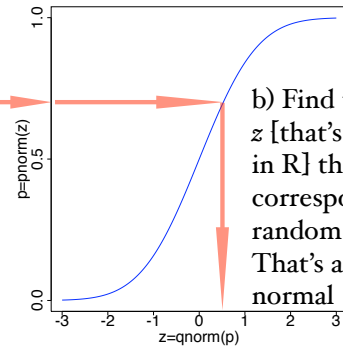 1.0
0.5
0.0
p=pnorm(z)
-3 -2 -1 0 1 2 3
z=qnorm(p)
b) Find
z [that's
in R] th
correspo
random
That's a
normal